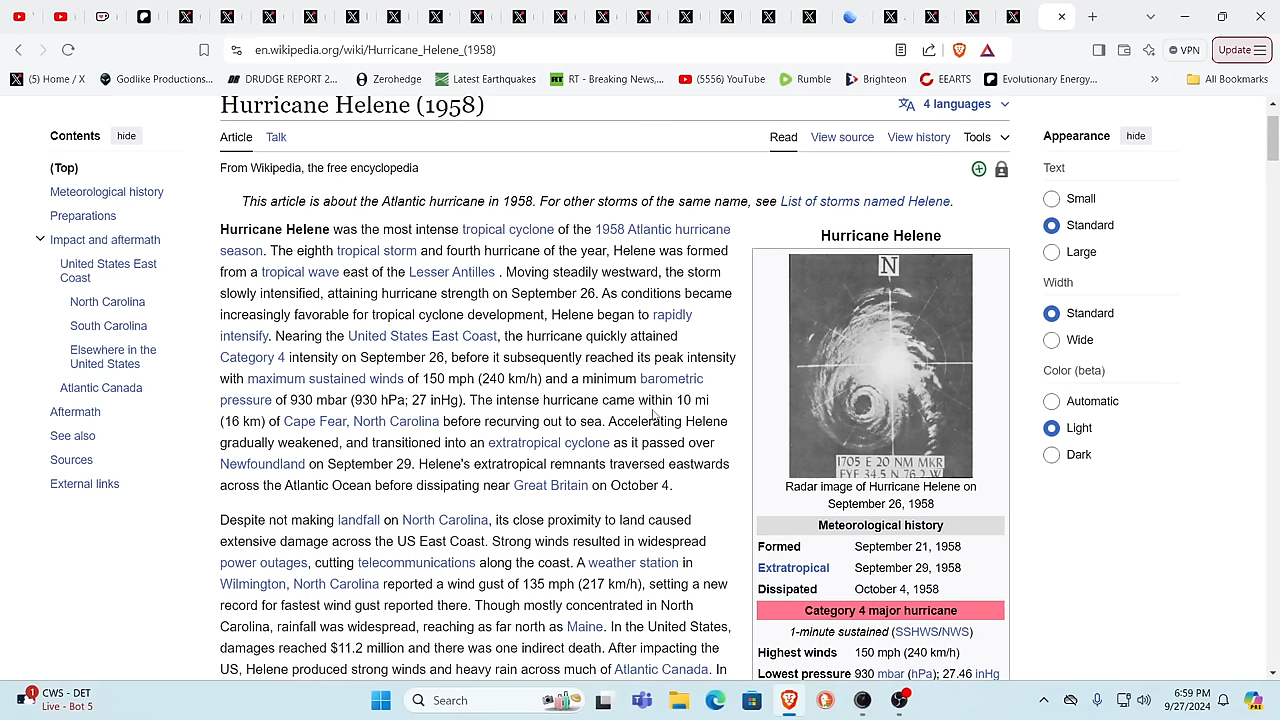 en.wikipedia.org/wiki/Hurricane_Helene_(1958)
VPN
Update
(5) Home / X
Godlike Productions...
DRUDGE REPORT 2...
Zerohedge
Latest Earthquakes
RT - Breaking News,...
(5556) YouTube
Rumble
Brighteon
EEARTS
Evolutionary Energy...
All Bookmarks
Hurricane Helene (1958)
4 languages
Contents
hide
(Top)
Meteorological history
Preparations
Impact and aftermath
United States East
Coast
North Carolina
South Carolina
Elsewhere in the
United States
Atlantic Canada
Aftermath
See also
Sources
External links
Article
Talk
Read
View source
View history
Tools
From Wikipedia, the free encyclopedia
This article is about the Atlantic hurricane in 1958. For other storms of the same name, see List of storms named Helene.
Hurricane Helene was the most intense tropical cyclone of the 1958 Atlantic hurricane
season. The eighth tropical storm and fourth hurricane of the year, Helene was formed
from a tropical wave east of the Lesser Antilles . Moving steadily westward, the storm
slowly intensified, attaining hurricane strength on September 26. As conditions became
increasingly favorable for tropical cyclone development, Helene began to rapidly
intensify. Nearing the United States East Coast, the hurricane quickly attained
Category 4 intensity on September 26, before it subsequently reached its peak intensity
with maximum sustained winds of 150 mph (240 km/h) and a minimum barometric
pressure of 930 mbar (930 hPa; 27 inHg). The intense hurricane came within 10 mi
(16 km) of Cape Fear, North Carolina before recurving out to sea. Accelerating Helene
gradually weakened, and transitioned into an extratropical cyclone as it passed over
Newfoundland on September 29. Helene's extratropical remnants traversed eastwards
across the Atlantic Ocean before dissipating near Great Britain on October 4.
Despite not making landfall on North Carolina, its close proximity to land caused
extensive damage across the US East Coast. Strong winds resulted in widespread
power outages, cutting telecommunications along the coast. A weather station in
Wilmington, North Carolina reported a wind gust of 135 mph (217 km/h), setting a new
record for fastest wind gust reported there. Though mostly concentrated in North
Carolina, rainfall was widespread, reaching as far north as Maine. In the United States,
damages reached $11.2 million and there was one indirect death. After impacting the
US, Helene produced strong winds and heavy rain across much of Atlantic Canada. In
Hurricane Helene
N
1705 E 20 NM MKR
EYE 34.5 N 76.2 W
Radar image of Hurricane Helene on
September 26, 1958
Meteorological history
Formed September 21, 1958
Extratropical September 29, 1958
Dissipated October 4, 1958
Category 4 major hurricane
1-minute sustained (SSHWS/NWS)
Highest winds 150 mph (240 km/h)
Lowest pressure 930 mbar (hPa); 27.46 inHg
Appearance
hide
Text
Small
Standard
Large
Width
Standard
Wide
Color (beta)
Automatic
Light
Dark
1
CWS - DET
Live - Bot 5
Search
6:59 PM
9/27/2024
PRE